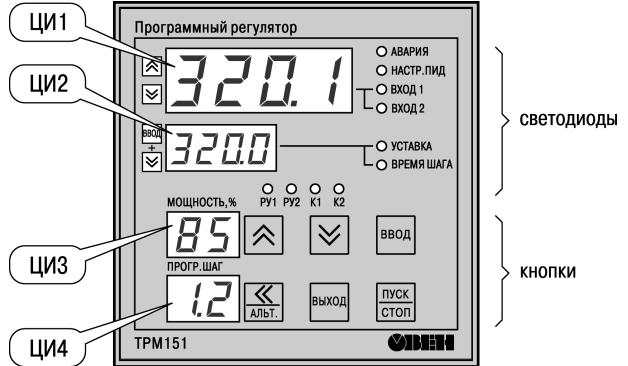 ЦИ1
Программный регулятор
320.1
АВАРИЯ
НАСТР.ПИД
ВХОД 1
ВХОД 2
светодиоды
ЦИ2
ВВОД
+
320.0
УСТАВКА
ВРЕМЯ ШАГА
РУ1 РУ2 К1 К2
МОЩНОСТЬ,%
ЦИ3
85
ВВОД
кнопки
ПРОГР.ШАГ
1.2
АЛЬТ.
ВЫХОД
ПУСК
СТОП
ЦИ4
ТРМ151
ОВЕН